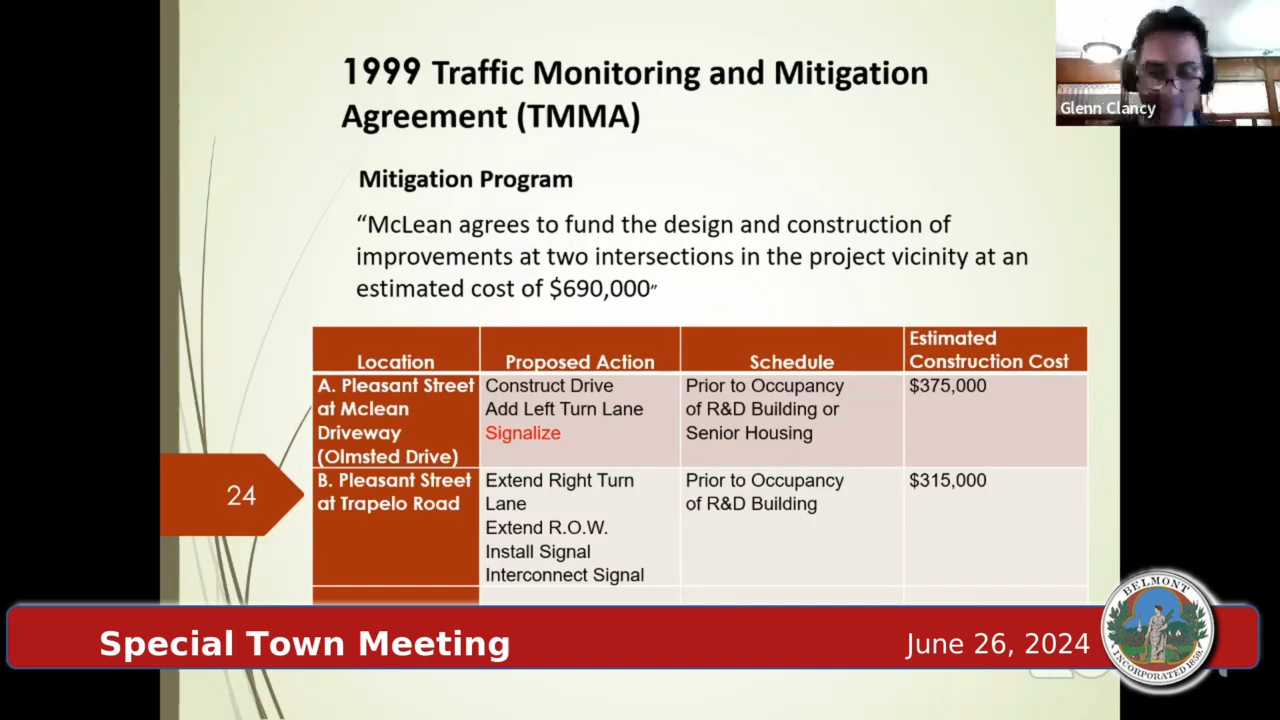 1999 Traffic Monitoring and Mitigation
Agreement (TMMA)
Glenn Clancy
Mitigation Program
“McLean agrees to fund the design and construction of
improvements at two intersections in the project vicinity at an
estimated cost of $690,000”
Location
Proposed Action
Schedule
Estimated
Construction Cost
A. Pleasant Street
at Mclean
Driveway
(Olmsted Drive)
Construct Drive
Add Left Turn Lane
Signalize
Prior to Occupancy
of R&D Building or
Senior Housing
$375,000
B. Pleasant Street
at Trapelo Road
Extend Right Turn
Lane
Extend R.O.W.
Install Signal
Interconnect Signal
Prior to Occupancy
of R&D Building
$315,000
24
Special Town Meeting
June 26, 2024
BELMONT
INCORPORATED 1859